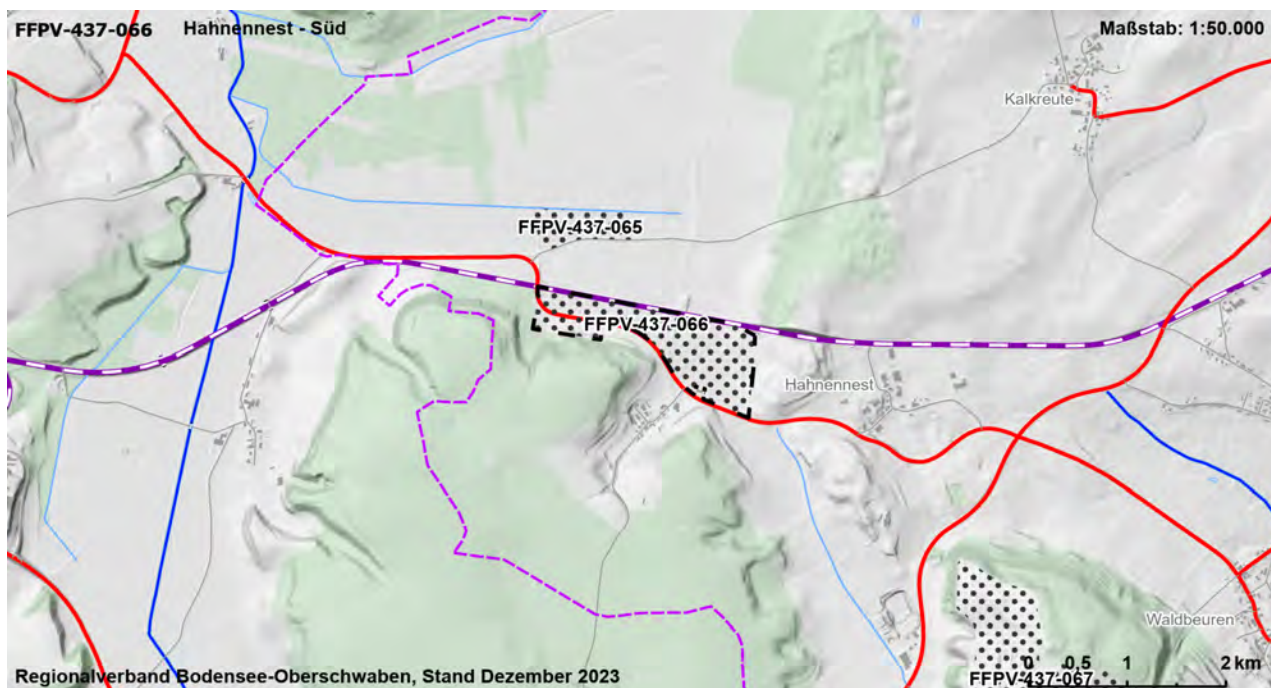 FFPV-437-066 Hahnennest - Süd Maßstab: 1:50.000
Kalkreute
FFPV-437-065
FFPV-437-066
Hahnennest
Waldbeuren
0 0,5 1 2 km
Regionalverband Bodensee-Oberschwaben, Stand Dezember 2023 FFPV-437-067